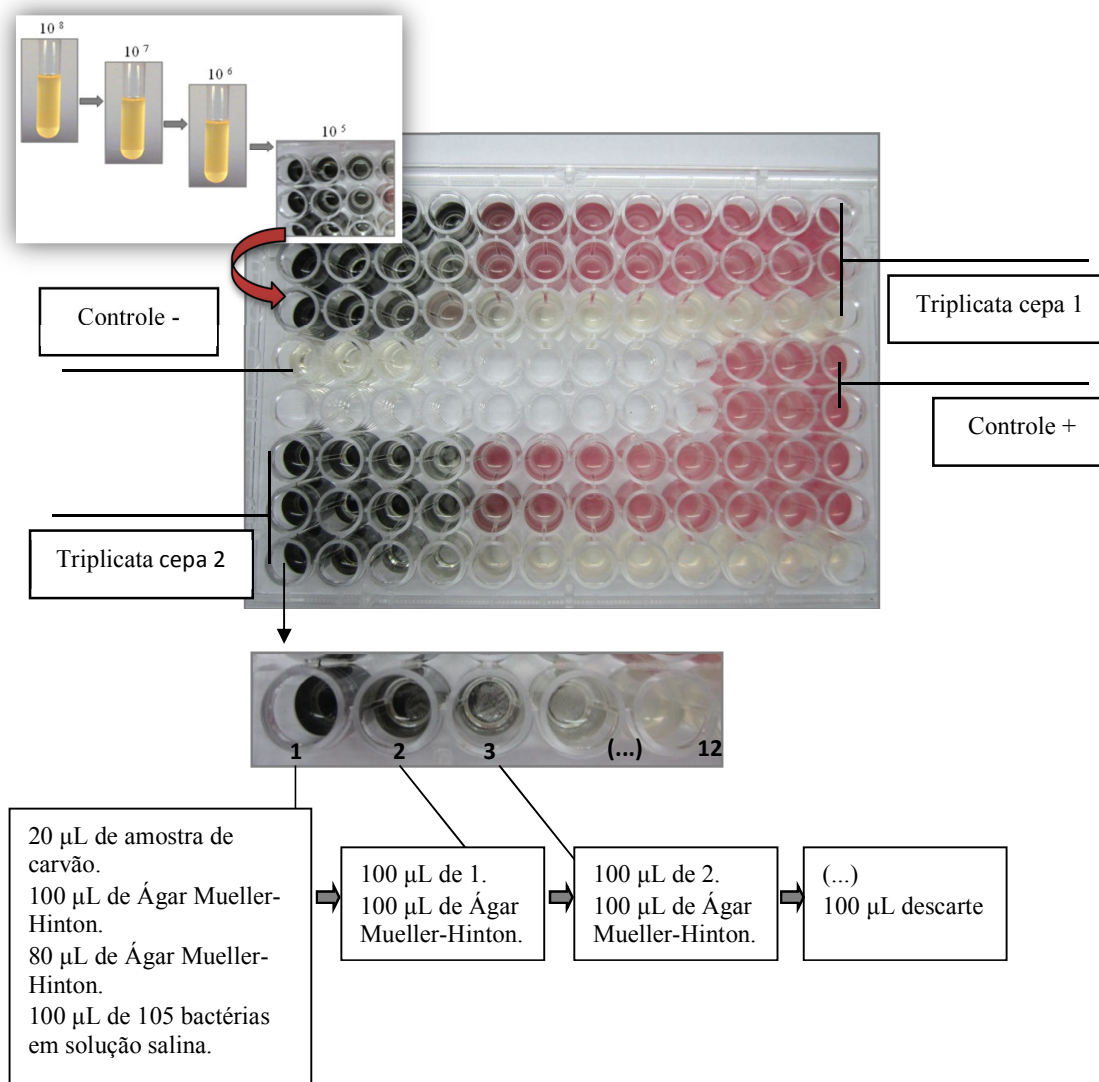 10 8
10 7
10 6
10 5
Controle -
Triplicata cepa 1
Controle +
Triplicata cepa 2
1
2
3
(...)
12
20 µL de amostra de
carvão.
100 µL de Ágar Mueller-
Hinton.
80 µL de Ágar Mueller-
Hinton.
100 µL de 105 bactérias
em solução salina.
100 µL de 1.
100 µL de Ágar
Mueller-Hinton.
100 µL de 2.
100 µL de Ágar
Mueller-Hinton.
(...)
100 µL descarte